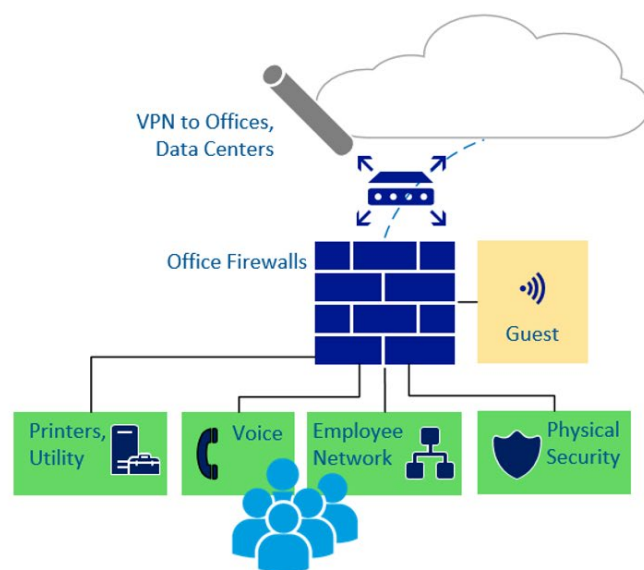 VPN to Offices,
Data Centers
Office Firewalls
Guest
Printers,
Utility
Voice
Employee
Network
Physical
Security